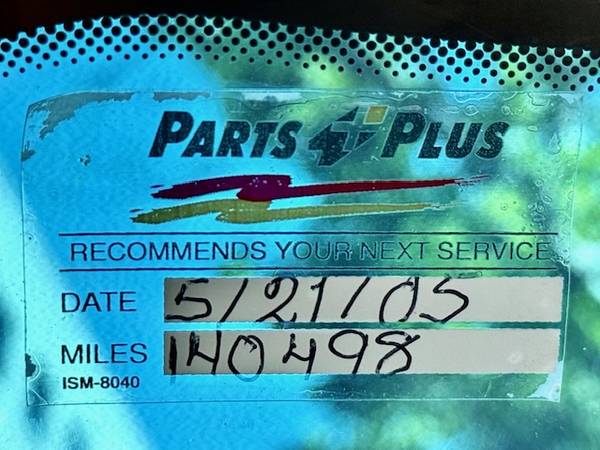 PARTS PLUS
RECOMMENDS YOUR NEXT SERVICE
DATE 5/21/05
MILES 140498
ISM-8040